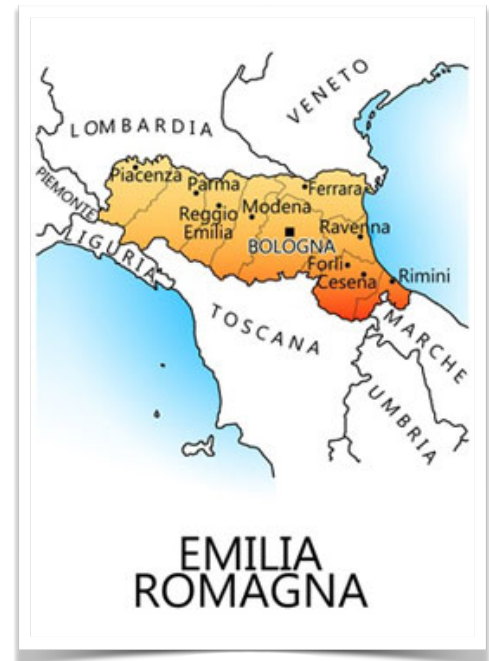 VENETO
LOMBARDIA
PIEMONTE
Piacenza
Parma
Ferrara
Reggio
Emilia
Modena
Ravenna
BOLOGNA
LIGURIA
Forlì
Cesena
Rimini
TOSCANA
MARCHE
UMBRIA
EMILIA
ROMAGNA